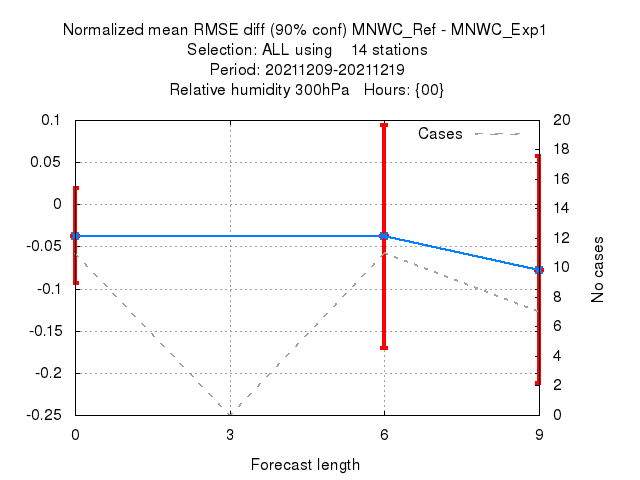 Normalized mean RMSE diff (90% conf) MNWC_Ref - MNWC_Exp1
Selection: ALL using    14 stations
Period: 20211209-20211219
Relative humidity 300hPa   Hours: {00}
Cases
0.1
0.05
0
-0.05
-0.1
-0.15
-0.2
-0.25
20
18
16
14
12
10
8
6
4
2
0
No cases
0 3 6 9
Forecast length